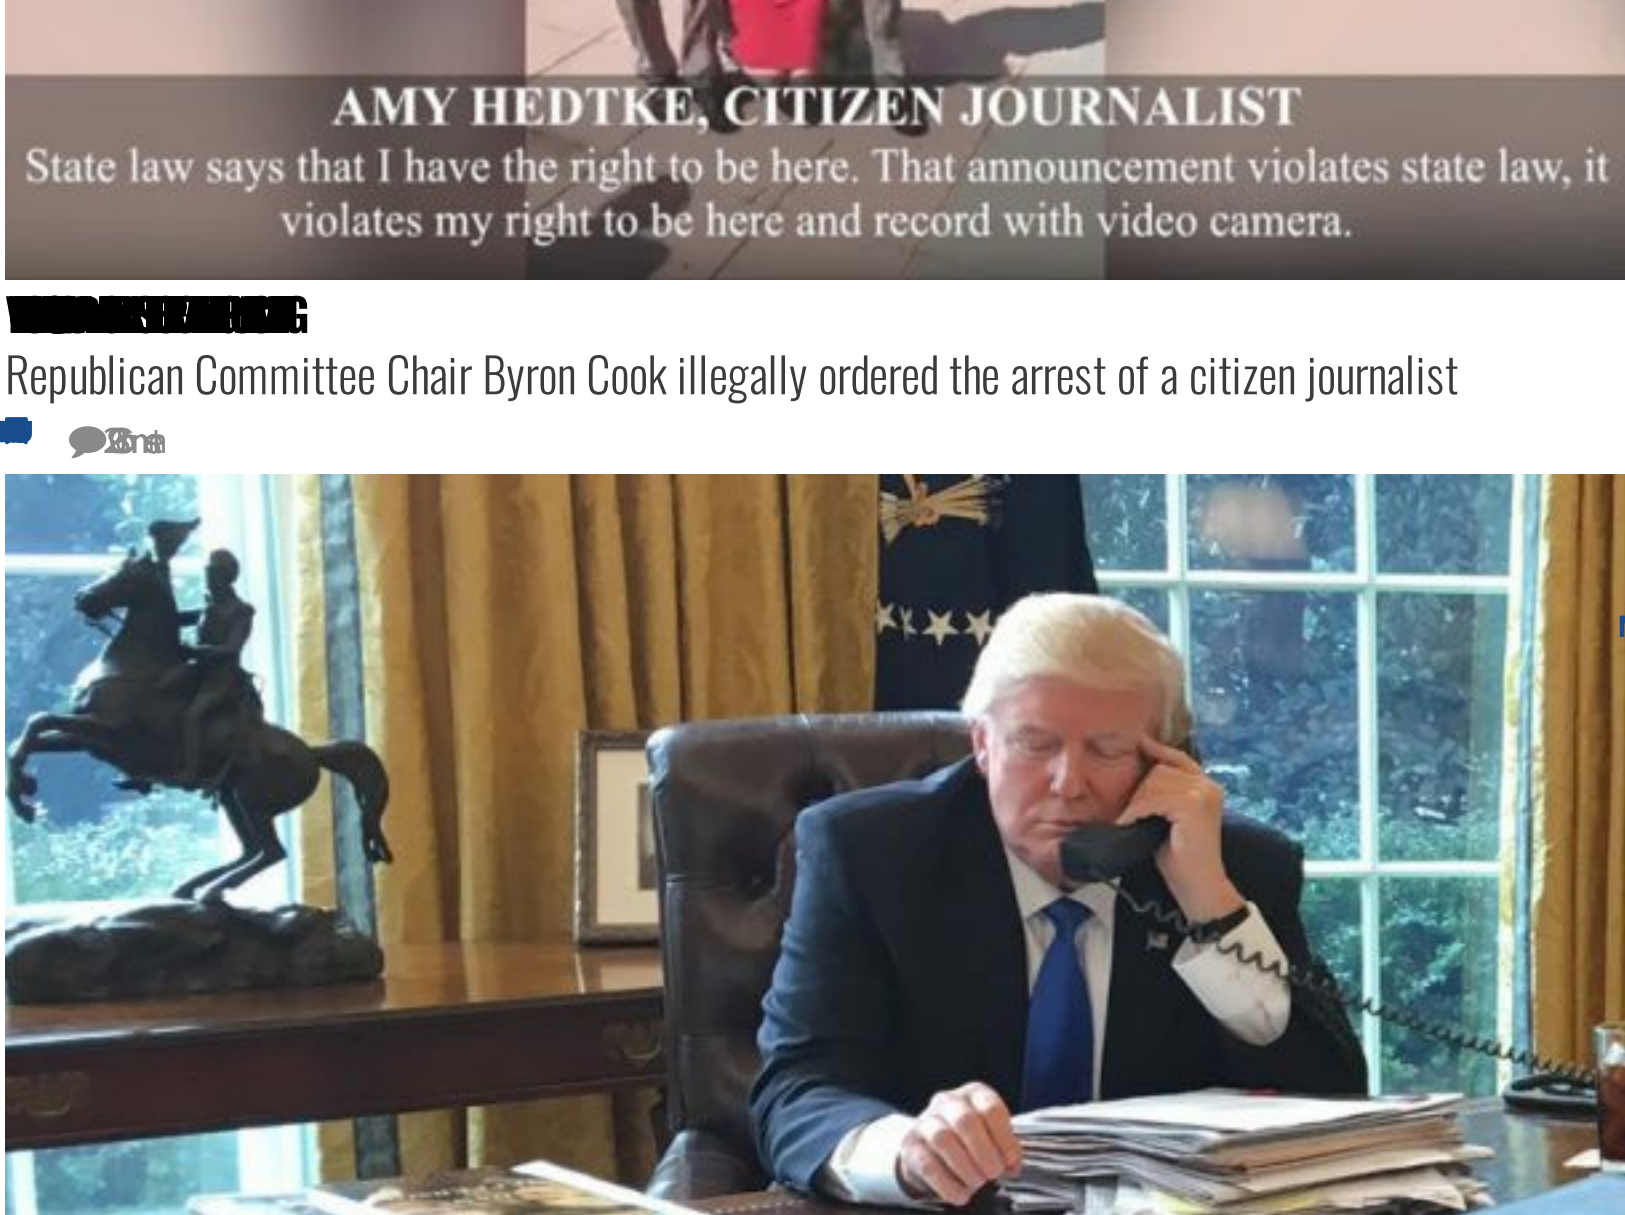 AMY HEDTKE, CITIZEN JOURNALIST
State law says that I have the right to be here. That announcement violates state law, it
violates my right to be here and record with video camera.
Republican Committee Chair Byron Cook illegally ordered the arrest of a citizen journalist